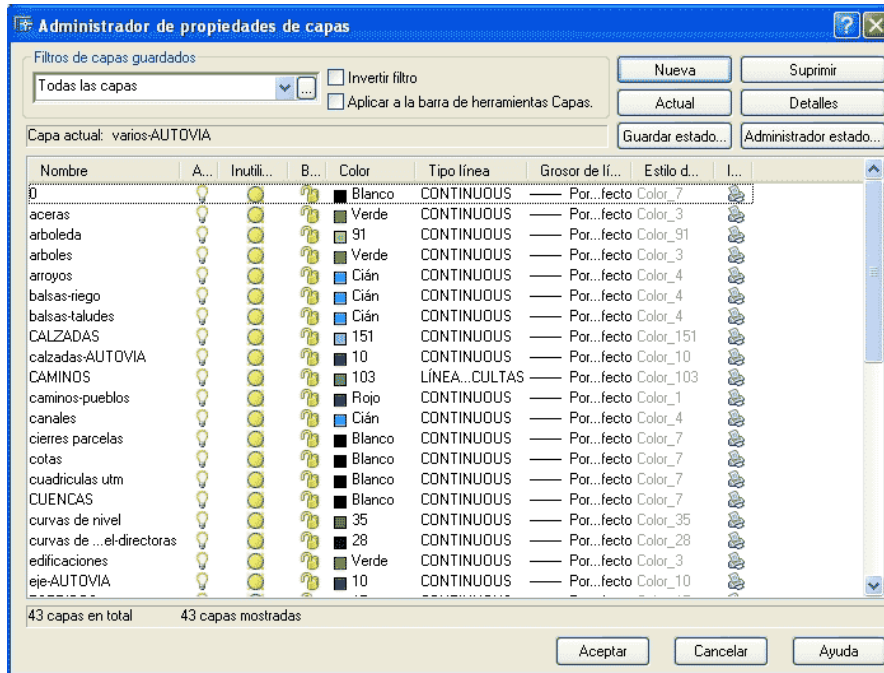 Administrador de propiedades de capas
Filtros de capas guardados
Todas las capas
...
Invertir filtro
Aplicar a la barra de herramientas Capas.
Nueva
Suprimir
Actual
Detalles
Capa actual: varios-AUTOVIA
Guardar estado...
Administrador estado...
Nombre A... Inutili... B... Color Tipo línea Grosor de lí... Estilo d... I...
0 Blanco CONTINUOUS Por...fecto Color_7
aceras Verde CONTINUOUS Por...fecto Color_3
arboleda 91 CONTINUOUS Por...fecto Color_91
arboles Verde CONTINUOUS Por...fecto Color_3
arroyos Cián CONTINUOUS Por...fecto Color_4
balsas-riego Cián CONTINUOUS Por...fecto Color_4
balsas-taludes Cián CONTINUOUS Por...fecto Color_4
CALZADAS 151 CONTINUOUS Por...fecto Color_151
calzadas-AUTOVIA 10 CONTINUOUS Por...fecto Color_10
CAMINOS 103 LÍNEA...CULTAS Por...fecto Color_103
caminos-pueblos Rojo CONTINUOUS Por...fecto Color_1
canales Cián CONTINUOUS Por...fecto Color_4
cierres parcelas Blanco CONTINUOUS Por...fecto Color_7
cotas Blanco CONTINUOUS Por...fecto Color_7
cuadriculas utm Blanco CONTINUOUS Por...fecto Color_7
CUENCAS Blanco CONTINUOUS Por...fecto Color_7
curvas de nivel 35 CONTINUOUS Por...fecto Color_35
curvas de ...el-directoras 28 CONTINUOUS Por...fecto Color_28
edificaciones Verde CONTINUOUS Por...fecto Color_3
eje-AUTOVIA 10 CONTINUOUS Por...fecto Color_10
43 capas en total 43 capas mostradas
Aceptar
Cancelar
Ayuda